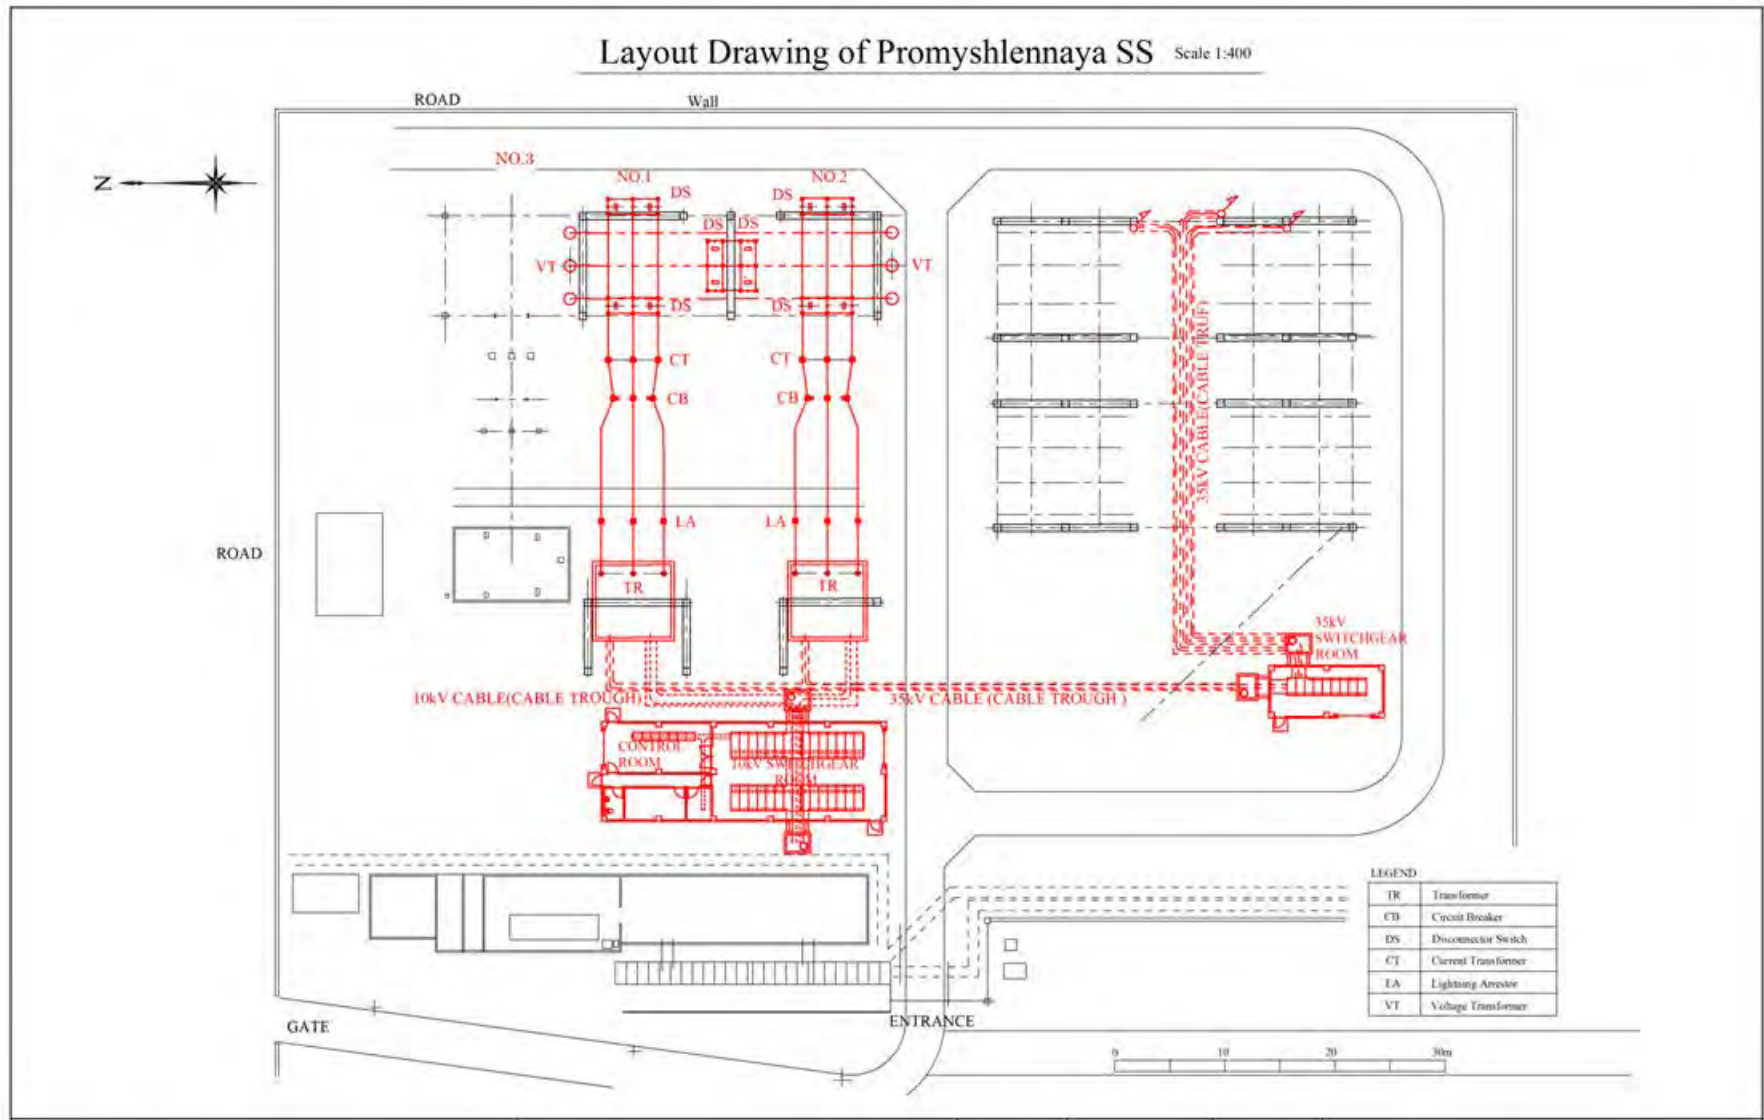 Layout Drawing of Promyshlennaya SS Scale 1:400
ROAD
Wall
NO.3
N
NO.1
NO.2
DS
DS
DS DS
VT
VT
DS
DS
CT
CT
CB
CB
35kV CABLE(CABLE TRUF)
LA
LA
ROAD
TR
TR
35kV
SWITCHGEAR
ROOM
10kV CABLE(CABLE TROUGH)
35kV CABLE (CABLE TROUGH )
CONTROL
ROOM
10kV SWITCHGEAR
ROOM
LEGEND
TR Transformer
CB Circuit Breaker
DS Disconnector Switch
CT Current Transformer
LA Lightning Arrestor
VT Voltage Transformer
GATE
ENTRANCE
0 10 20 30m